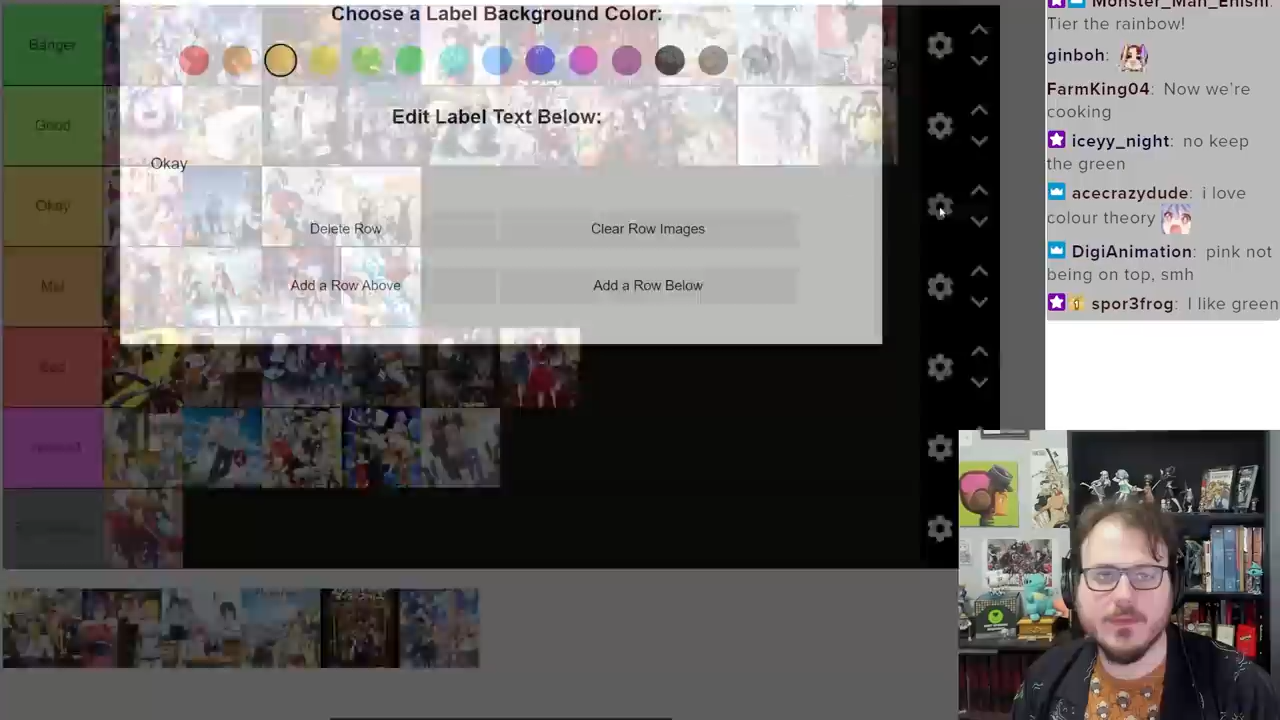 Choose a Label Background Color:
Edit Label Text Below:
Okay
Delete Row
Clear Row Images
Add a Row Above
Add a Row Below
Banger
Good
Okay
Meh
Bad
Monster_Man_Enishi:
Tier the rainbow!
ginboh:
FarmKing04: Now we're
cooking
iceyy_night: no keep
the green
acecrazydude: i love
colour theory
DigiAnimation: pink not
being on top, smh
spor3frog: I like green